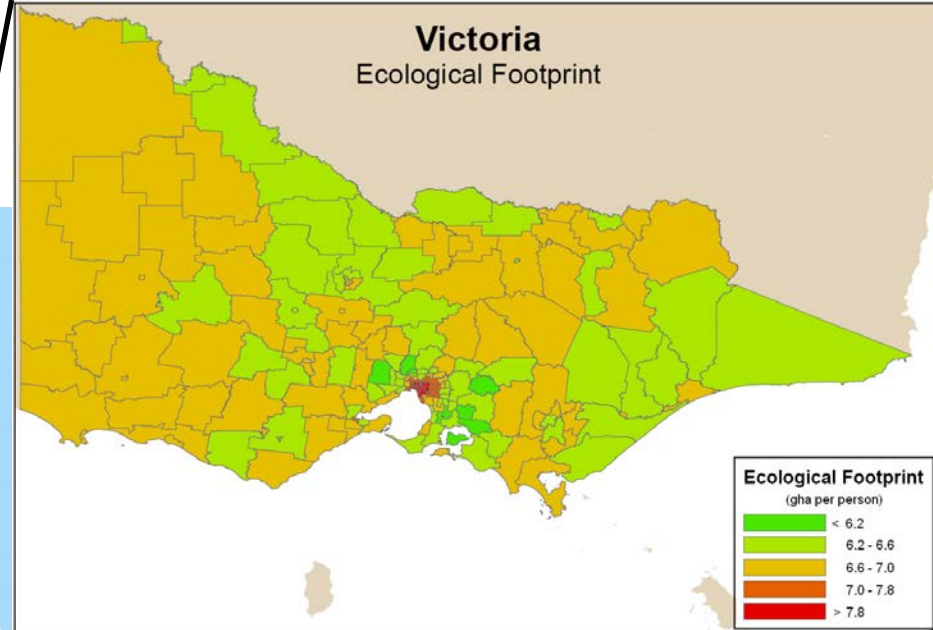 Victoria
Ecological Footprint
Ecological Footprint
(gha per person)
< 6.2
6.2 - 6.6
6.6 - 7.0
7.0 - 7.8
> 7.8